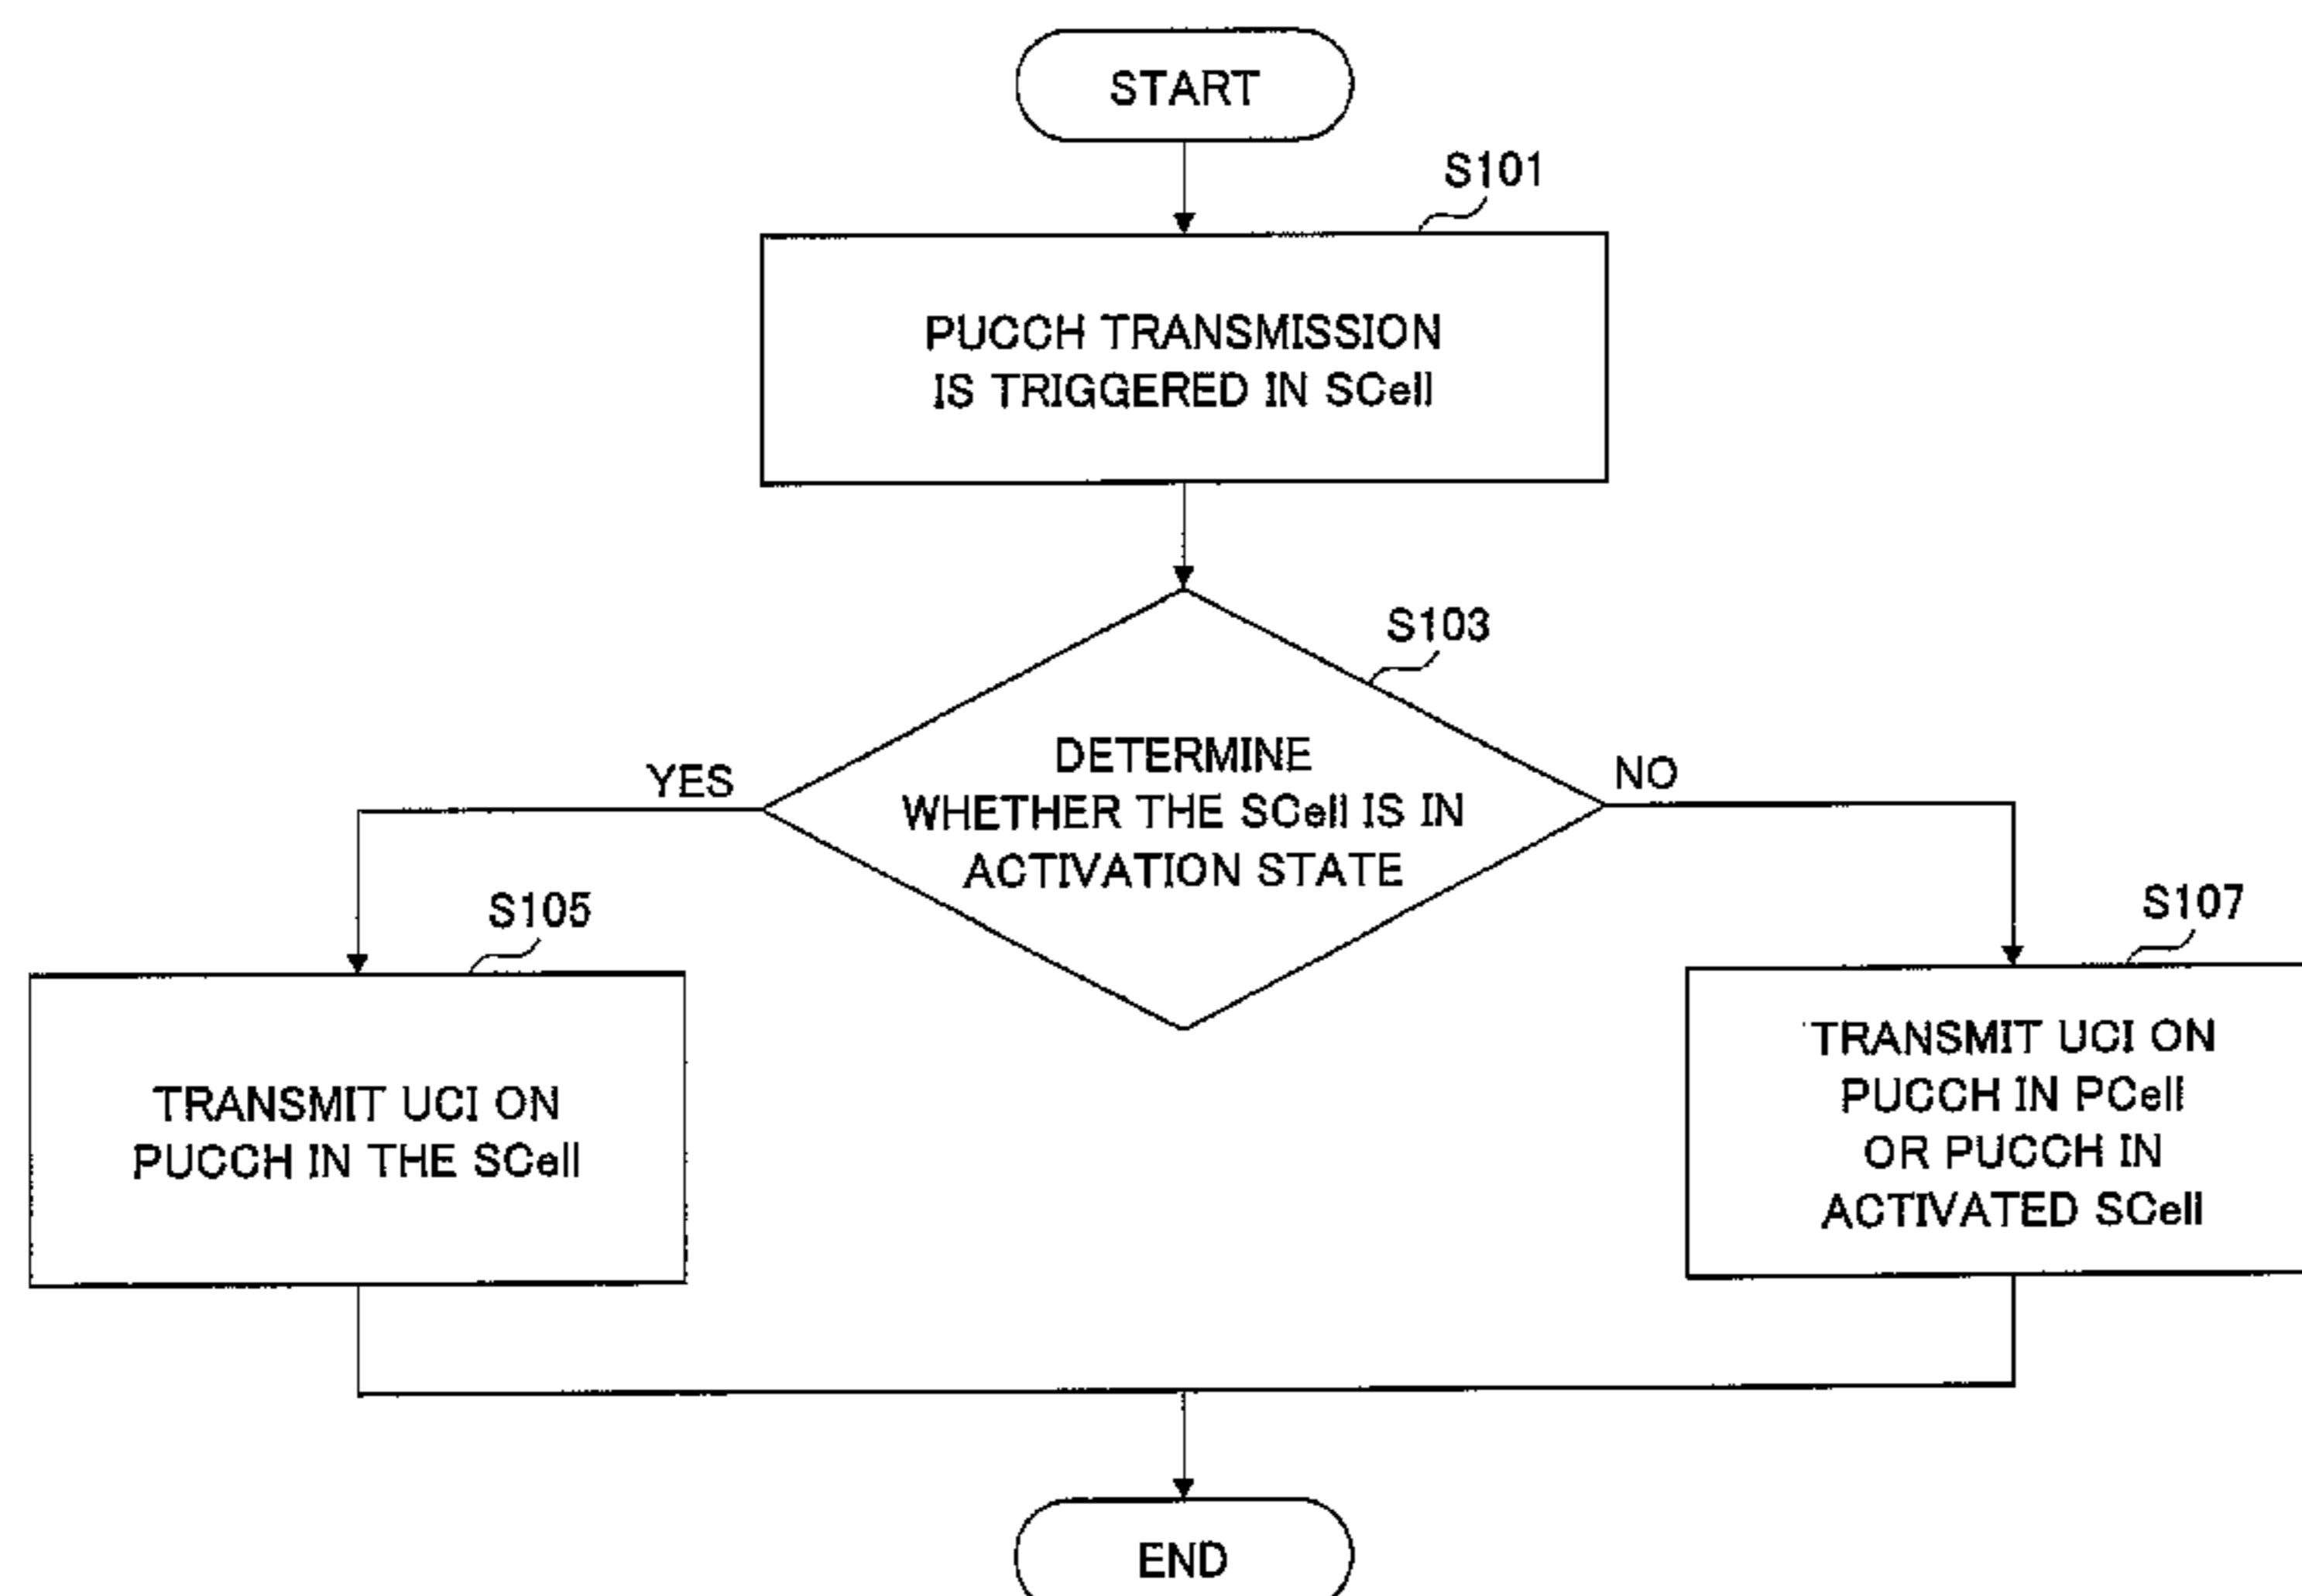 START
S101
PUCCH TRANSMISSION
IS TRIGGERED IN SCell
S103
DETERMINE
WHETHER THE SCell IS IN
ACTIVATION STATE
YES
NO
S105
TRANSMIT UCI ON
PUCCH IN THE SCell
S107
TRANSMIT UCI ON
PUCCH IN PCell
OR PUCCH IN
ACTIVATED SCell
END